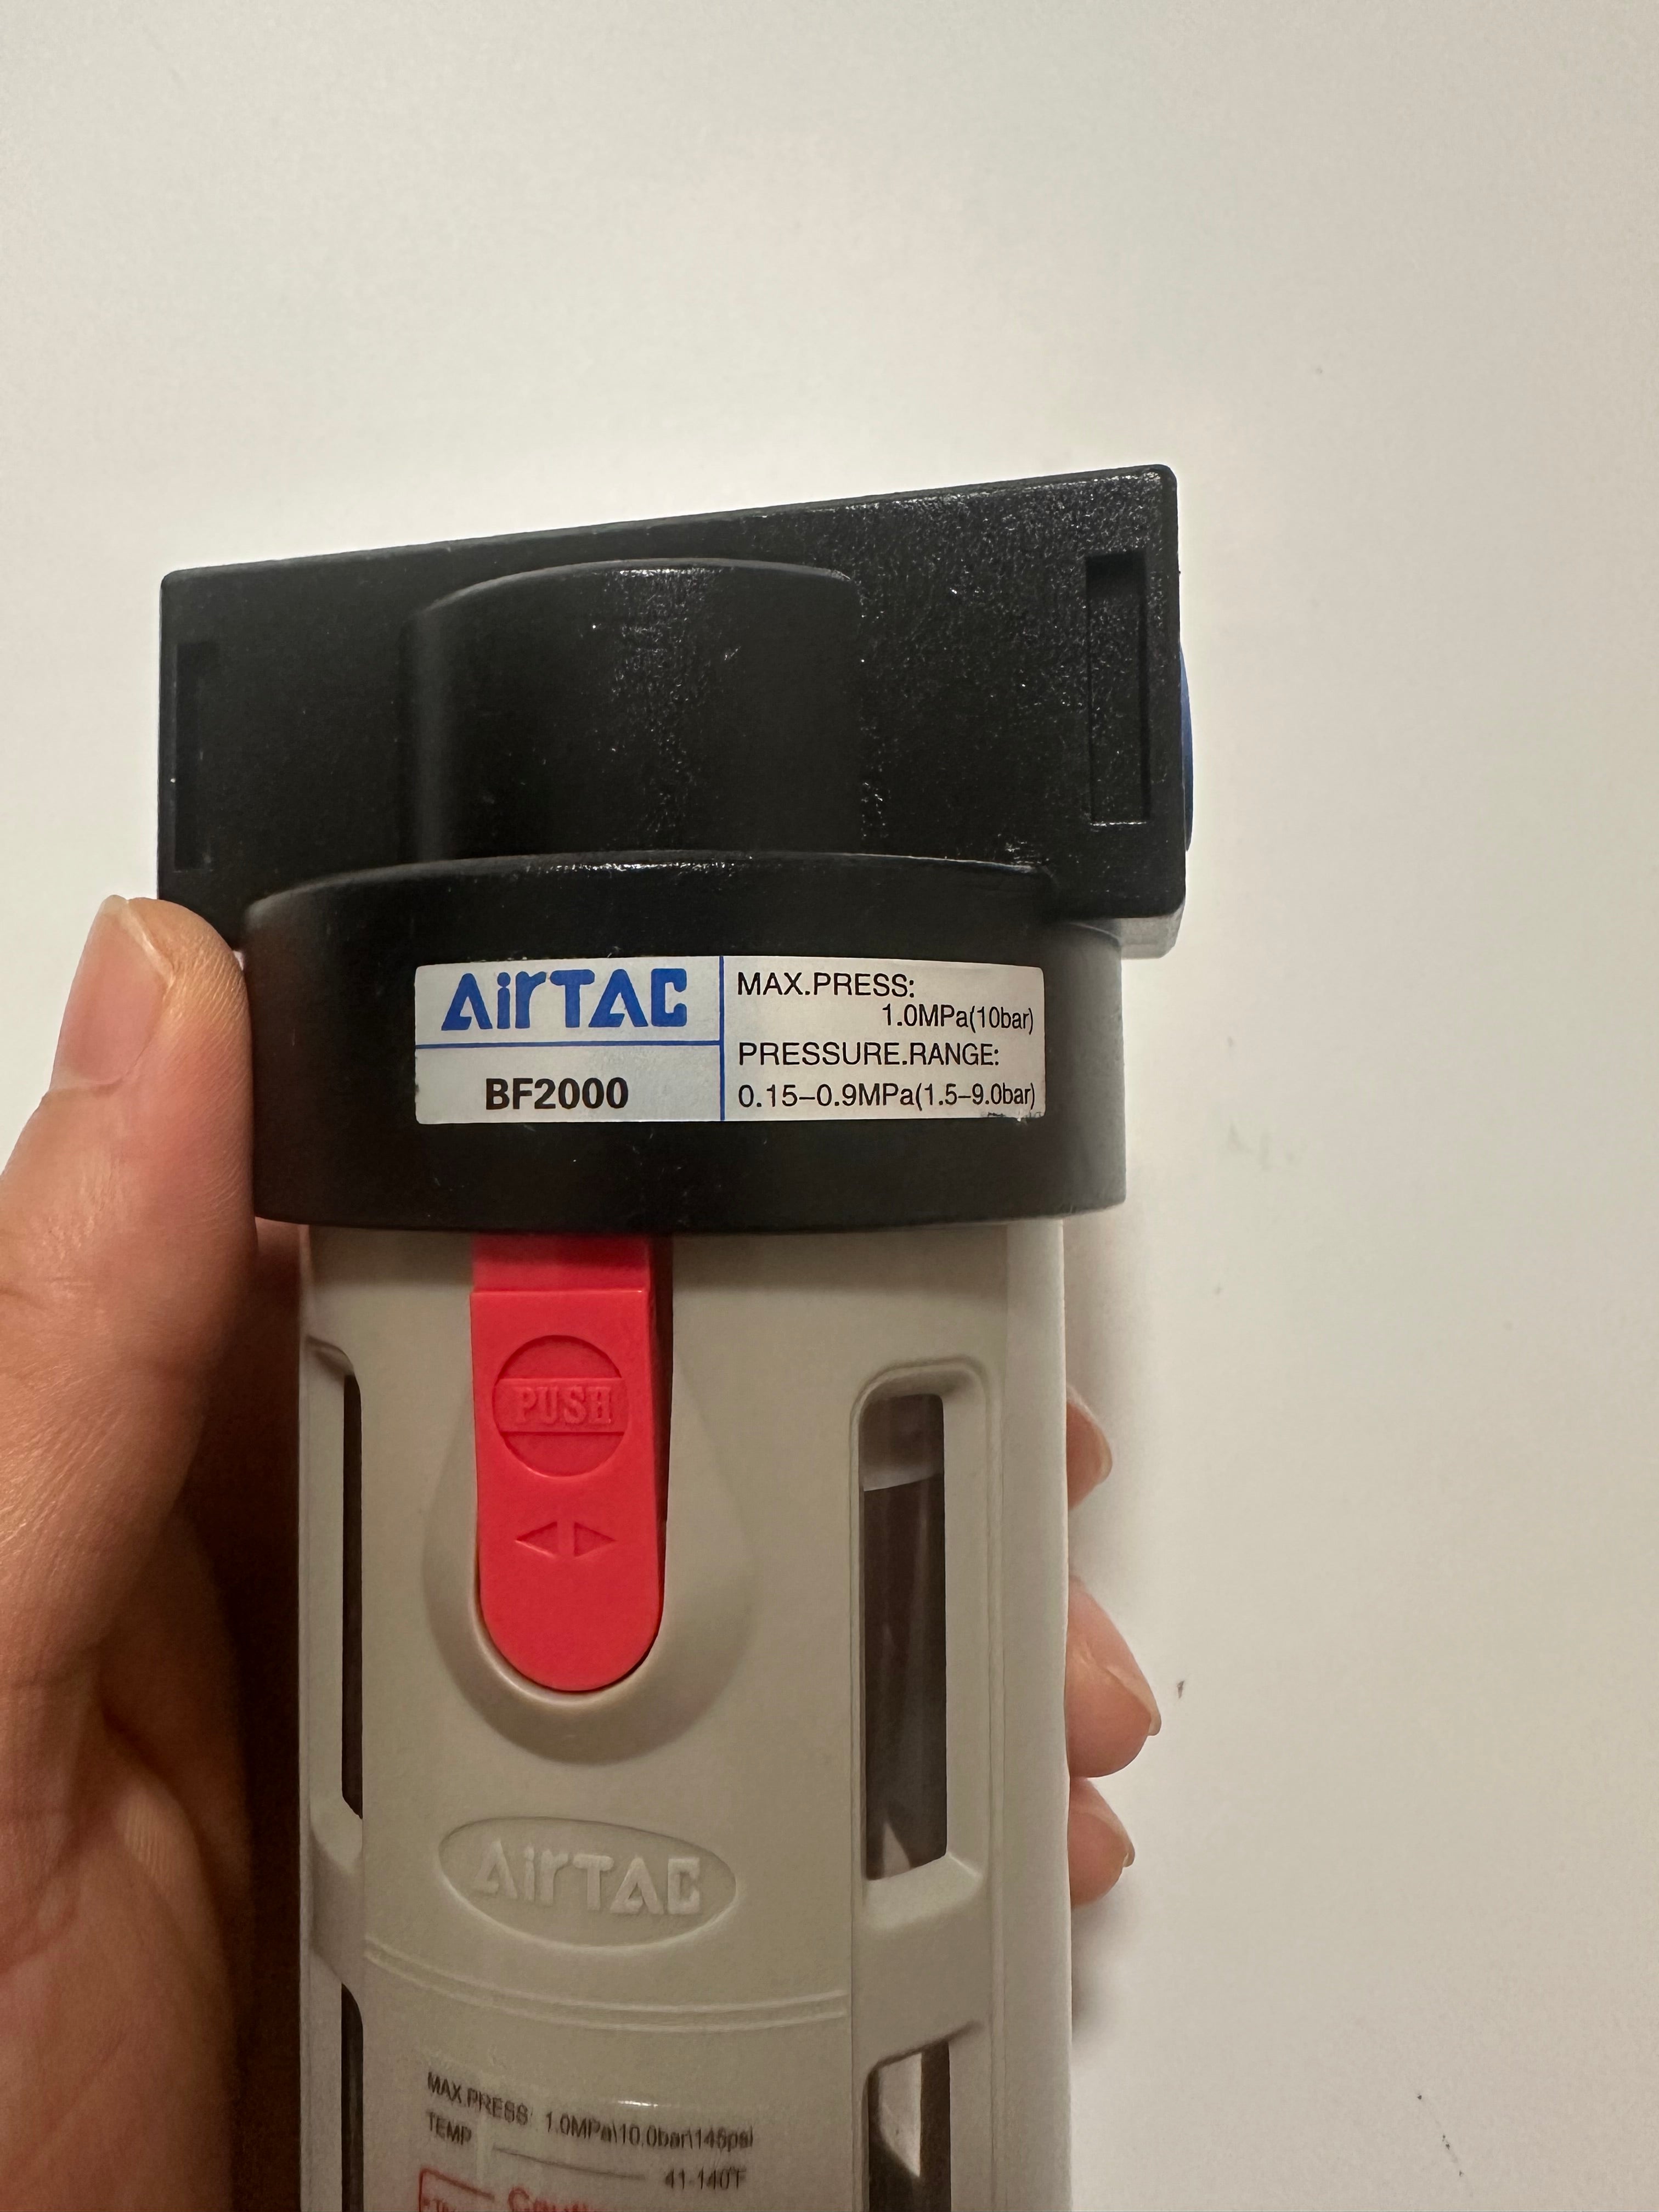 AirTAC
BF2000
MAX.PRESS:
1.0MPa(10bar)
PRESSURE.RANGE:
0.15–0.9MPa(1.5–9.0bar)
PUSH
AirTAC
MAX.PRESS 1.0MPa\10.0bar\145psi
TEMP 41-140°F